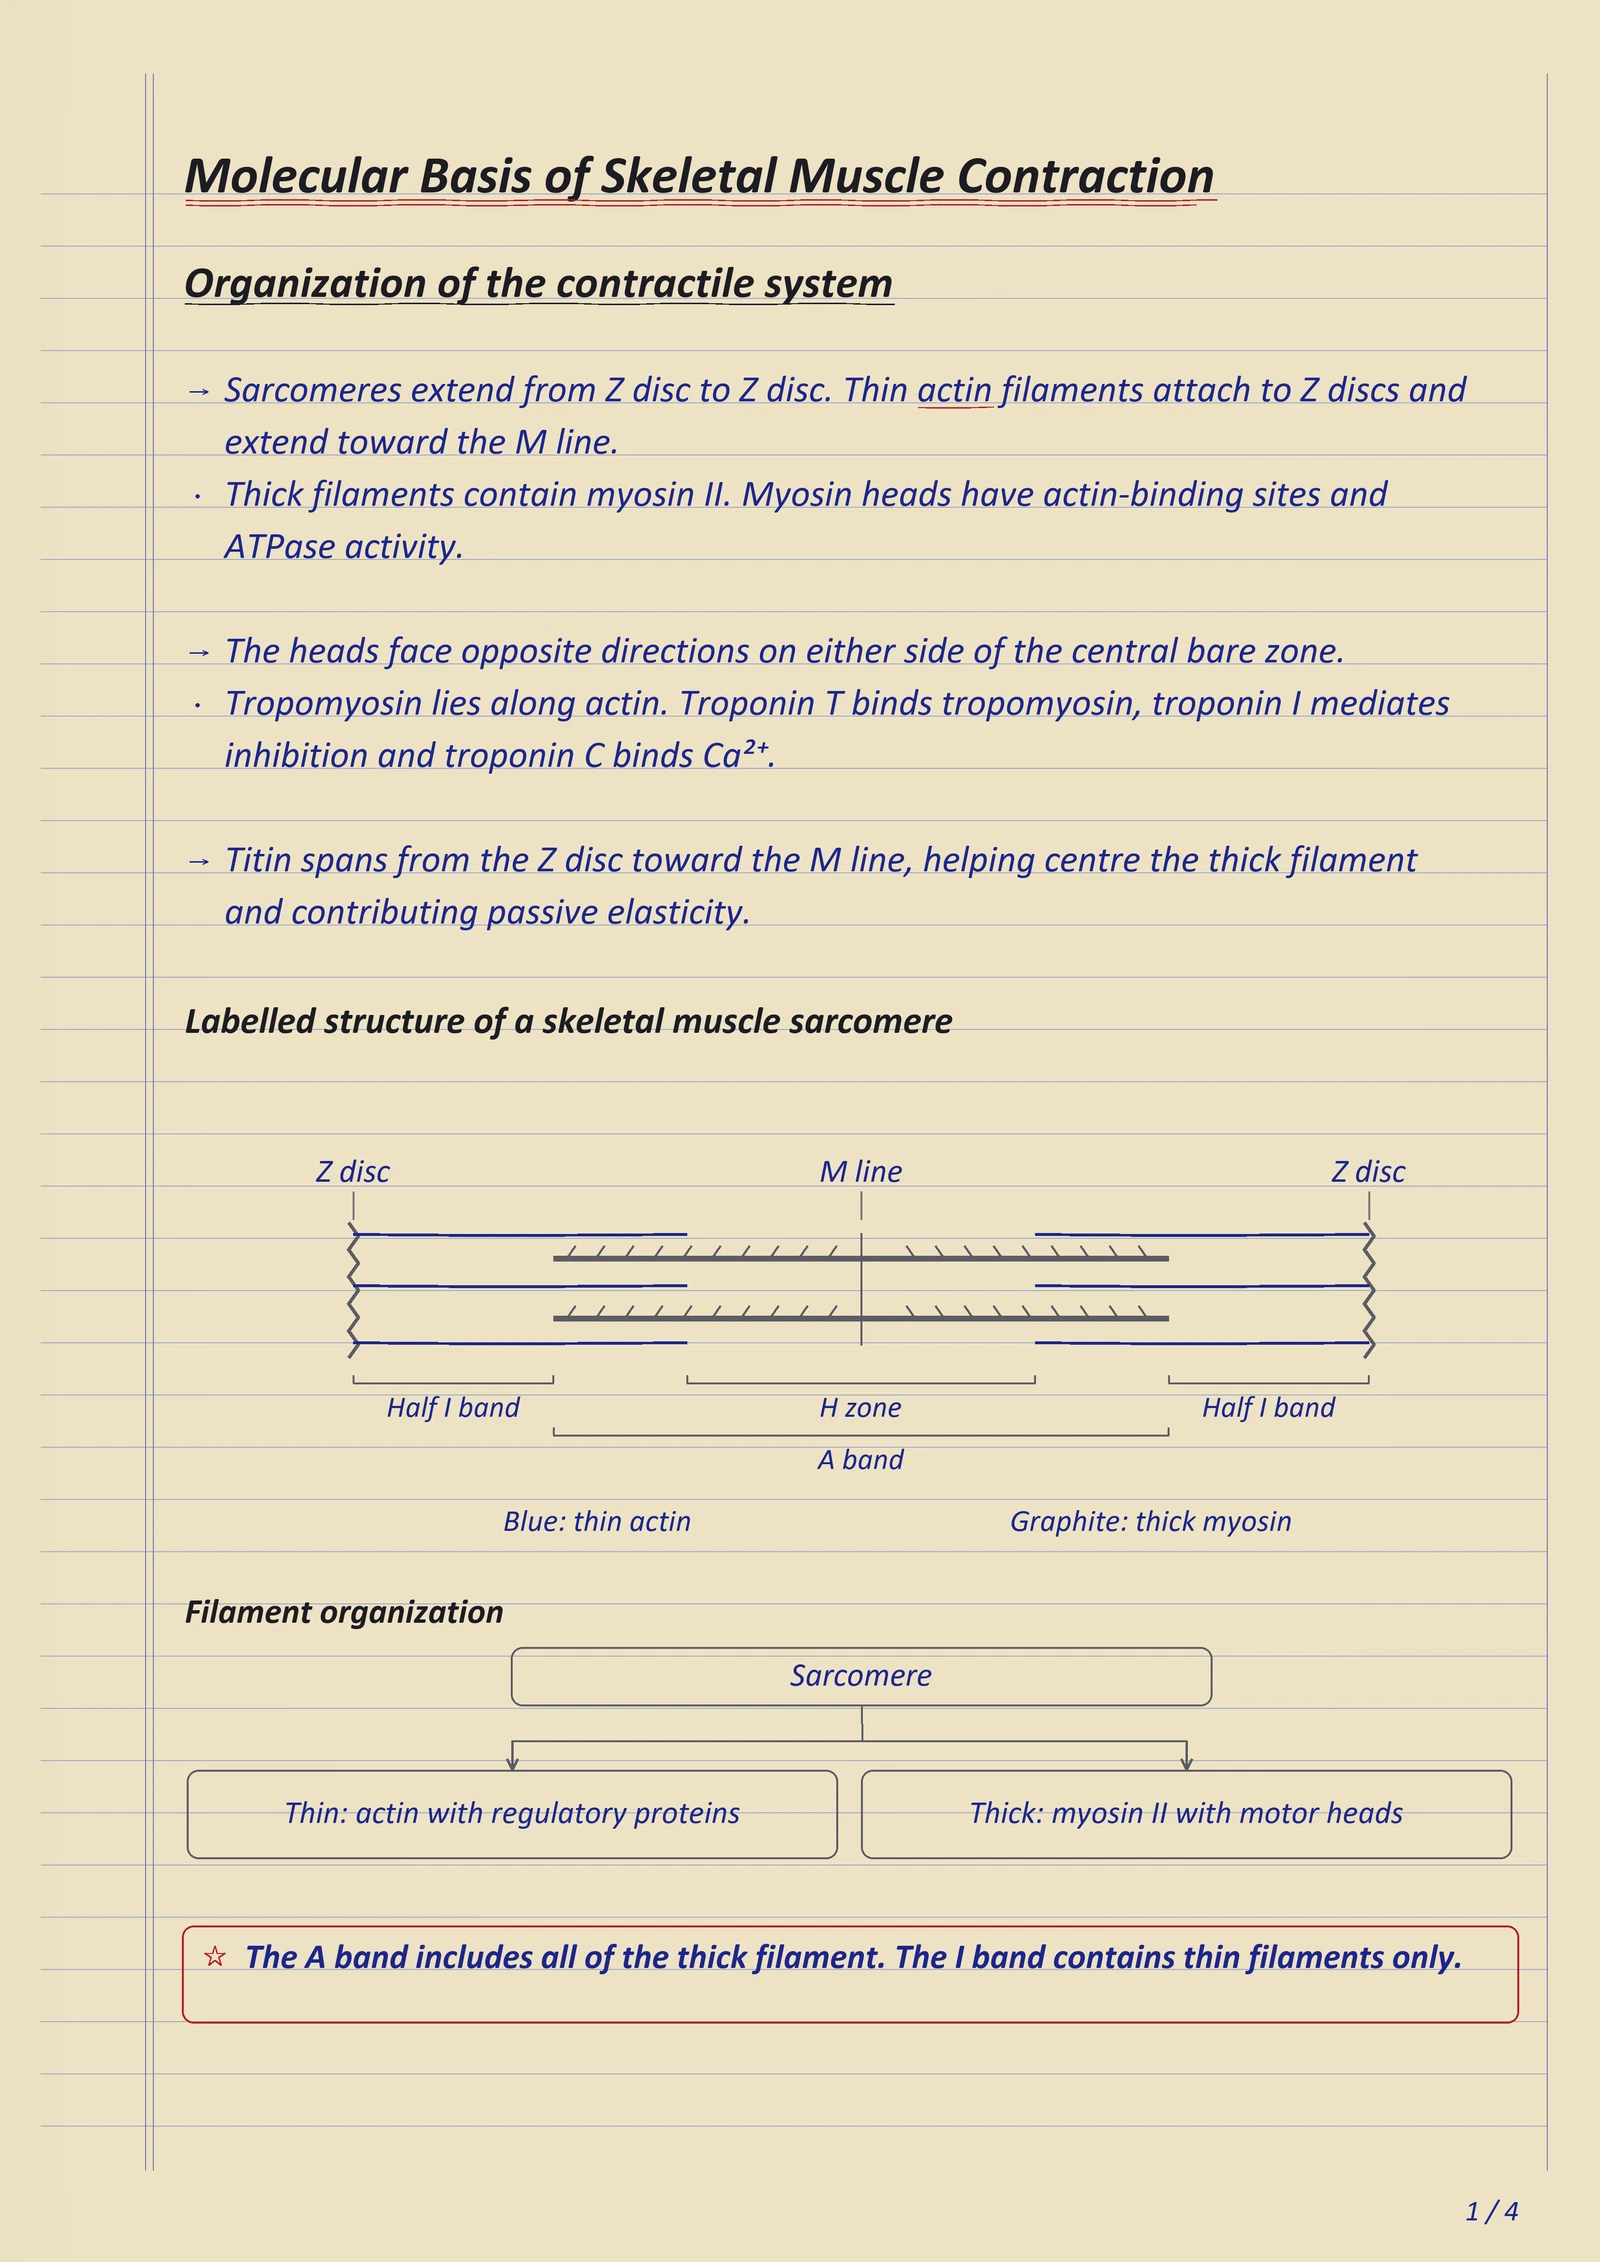 Molecular Basis of Skeletal Muscle Contraction
Organization of the contractile system
→ Sarcomeres extend from Z disc to Z disc. Thin actin filaments attach to Z discs and
extend toward the M line.
· Thick filaments contain myosin II. Myosin heads have actin-binding sites and
ATPase activity.
→ The heads face opposite directions on either side of the central bare zone.
· Tropomyosin lies along actin. Troponin T binds tropomyosin, troponin I mediates
inhibition and troponin C binds Ca²⁺.
→ Titin spans from the Z disc toward the M line, helping centre the thick filament
and contributing passive elasticity.
Labelled structure of a skeletal muscle sarcomere
Z disc M line Z disc
Half I band H zone Half I band
A band
Blue: thin actin Graphite: thick myosin
Filament organization
Sarcomere
Thin: actin with regulatory proteins Thick: myosin II with motor heads
☆ The A band includes all of the thick filament. The I band contains thin filaments only.
1 / 4